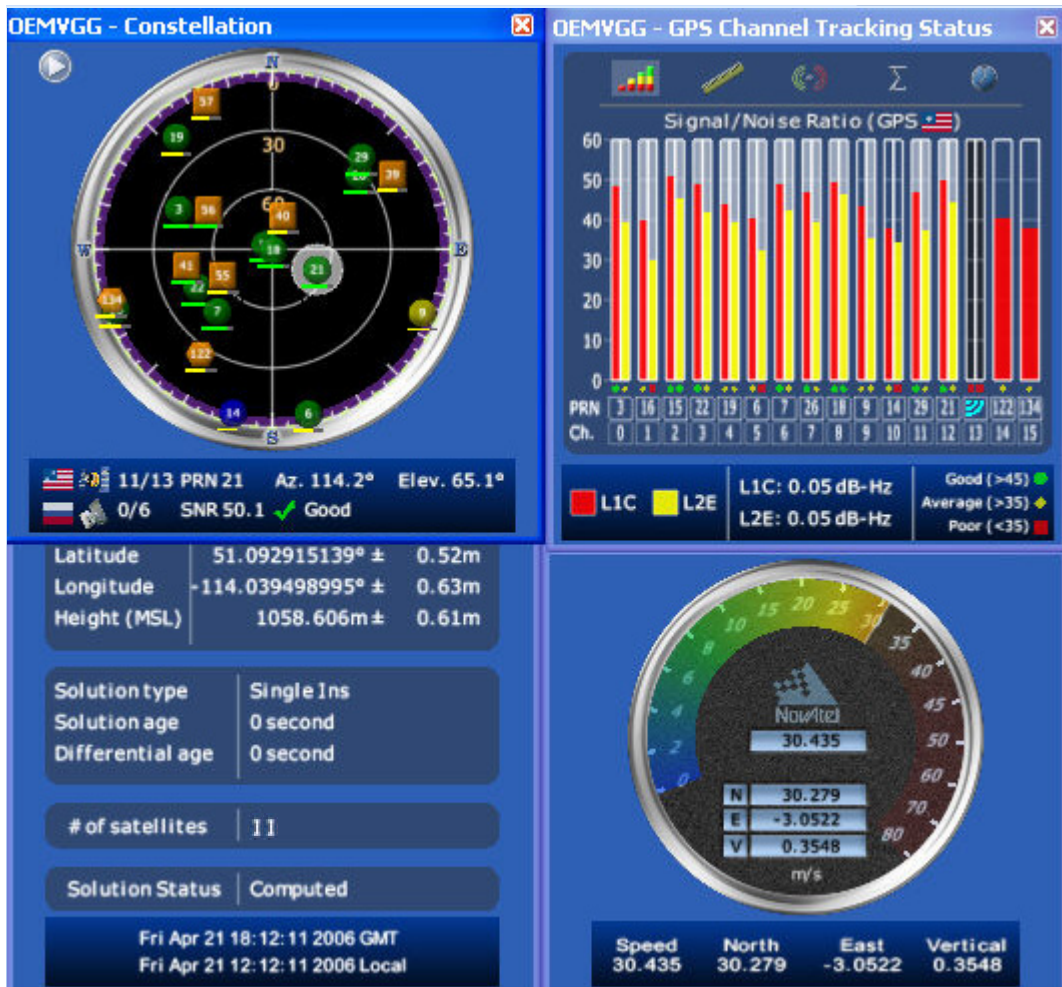 OEMVGG - Constellation
N
0
30
60
W
E
S
57
19
29
39
3
56
40
18
41
55
21
22
7
134
9
122
14
6
11/13 PRN 21 Az. 114.2° Elev. 65.1°
0/6 SNR 50.1 Good
OEMVGG - GPS Channel Tracking Status
Σ
Signal/Noise Ratio (GPS )
60
50
40
30
20
10
0
PRN 3 16 15 22 19 6 7 26 18 9 14 29 21 122 134
Ch. 0 1 2 3 4 5 6 7 8 9 10 11 12 13 14 15
L1C L2E
L1C: 0.05 dB-Hz
L2E: 0.05 dB-Hz
Good (>45)
Average (>35)
Poor (<35)
Latitude 51.092915139° ± 0.52m
Longitude -114.039498995° ± 0.63m
Height (MSL) 1058.606m ± 0.61m
Solution type Single Ins
Solution age 0 second
Differential age 0 second
# of satellites 11
Solution Status Computed
Fri Apr 21 18:12:11 2006 GMT
Fri Apr 21 12:12:11 2006 Local
0 2 4 6 8 10 15 20 25 30 35 40 45 50 60 70 80
NovAtel
30.435
N 30.279
E -3.0522
V 0.3548
m/s
Speed North East Vertical
30.435 30.279 -3.0522 0.3548